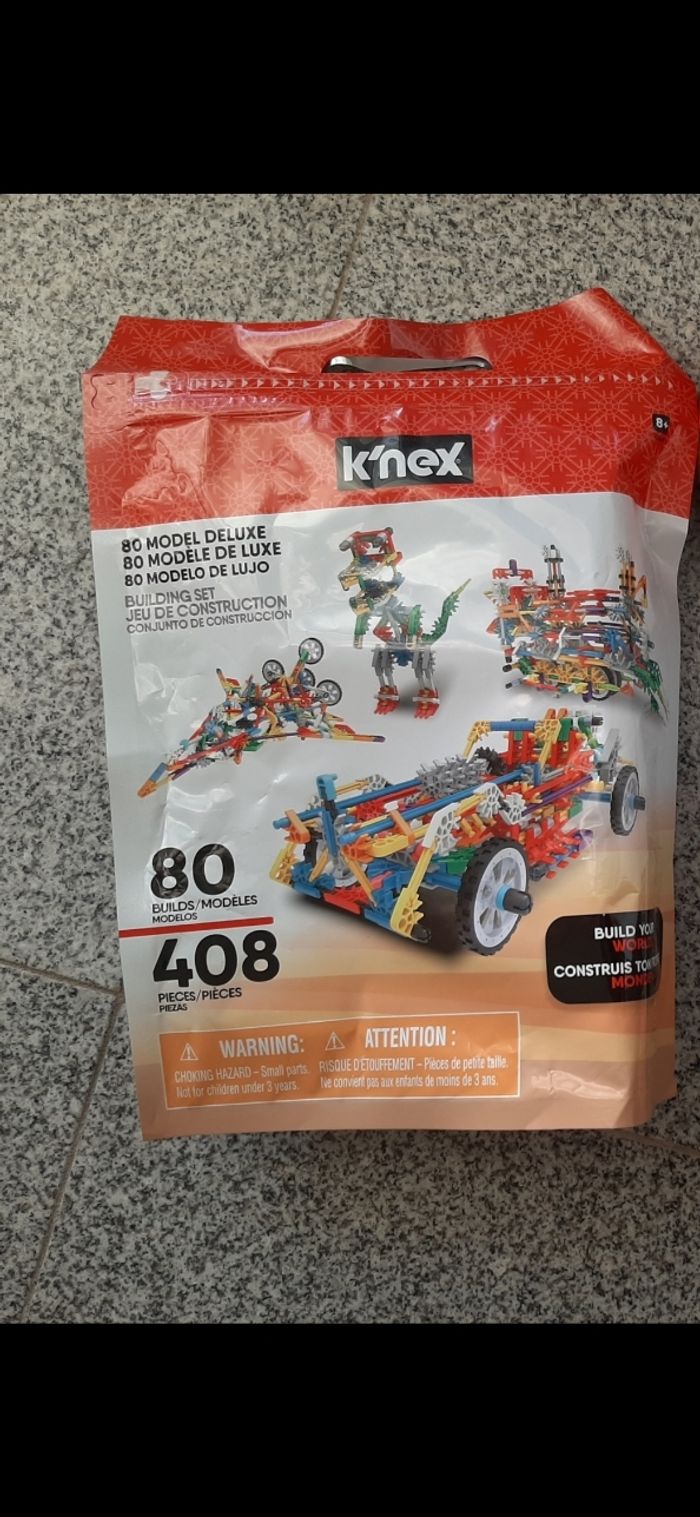 8+
k'nex
80 MODEL DELUXE
80 MODÈLE DE LUXE
80 MODELO DE LUJO
BUILDING SET
JEU DE CONSTRUCTION
CONJUNTO DE CONSTRUCCION
80
BUILDS/MODÈLES
MODELOS
408
PIECES/PIÈCES
PIEZAS
BUILD
WORLD
CONSTRUIS TON
MONDE
WARNING:
CHOKING HAZARD – Small parts.
Not for children under 3 years.
ATTENTION :
RISQUE D'ÉTOUFFEMENT – Pièces de petite taille.
Ne convient pas aux enfants de moins de 3 ans.